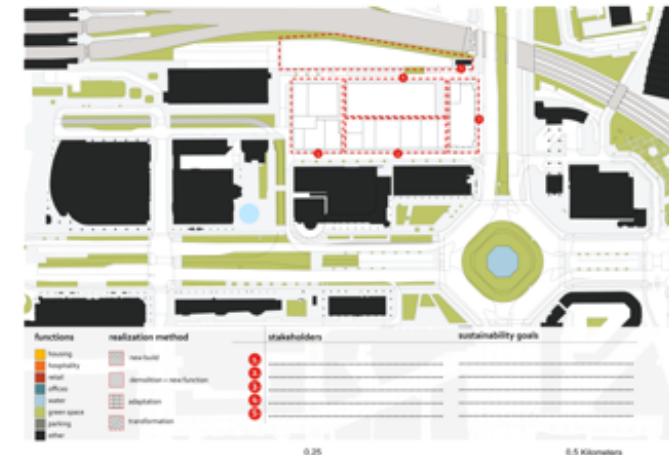 functions
housing
hospitality
retail
offices
water
green space
parking
other
realization method
new build
demolition + new function
adaptation
transformation
stakeholders
sustainability goals
0.25
0.5 Kilometers